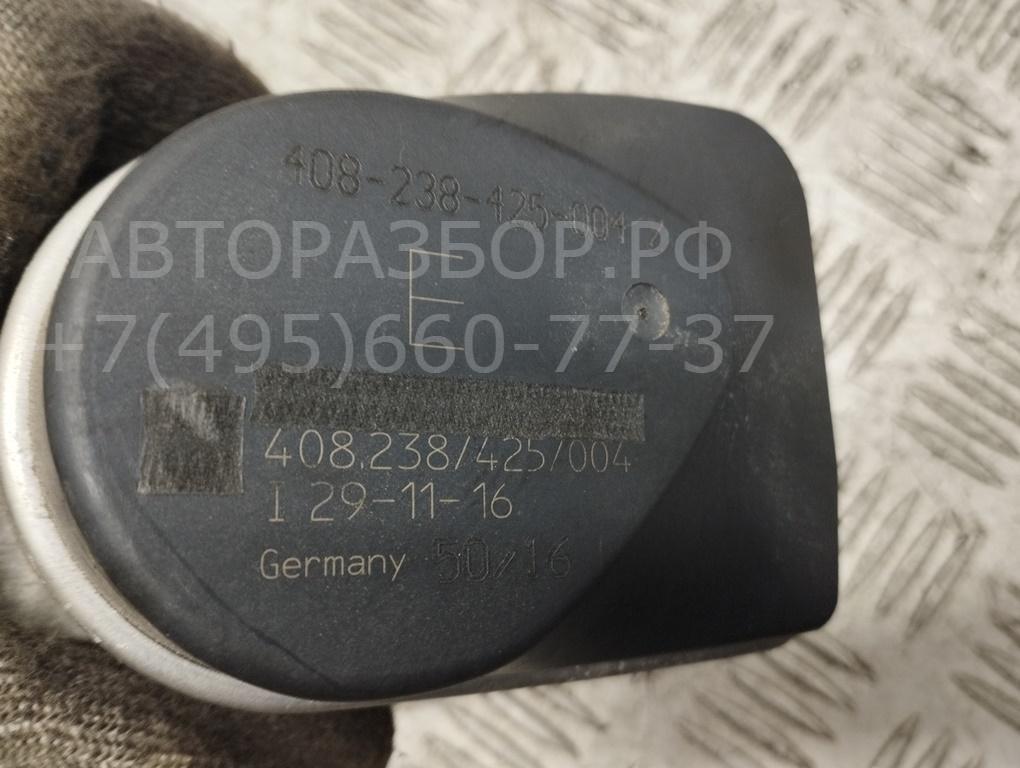 408-238-425-004Z
АВТОРАЗБОР.РФ
E
+7(495)660-77-37
408.238/425/004
I 29-11-16
Germany 50/16